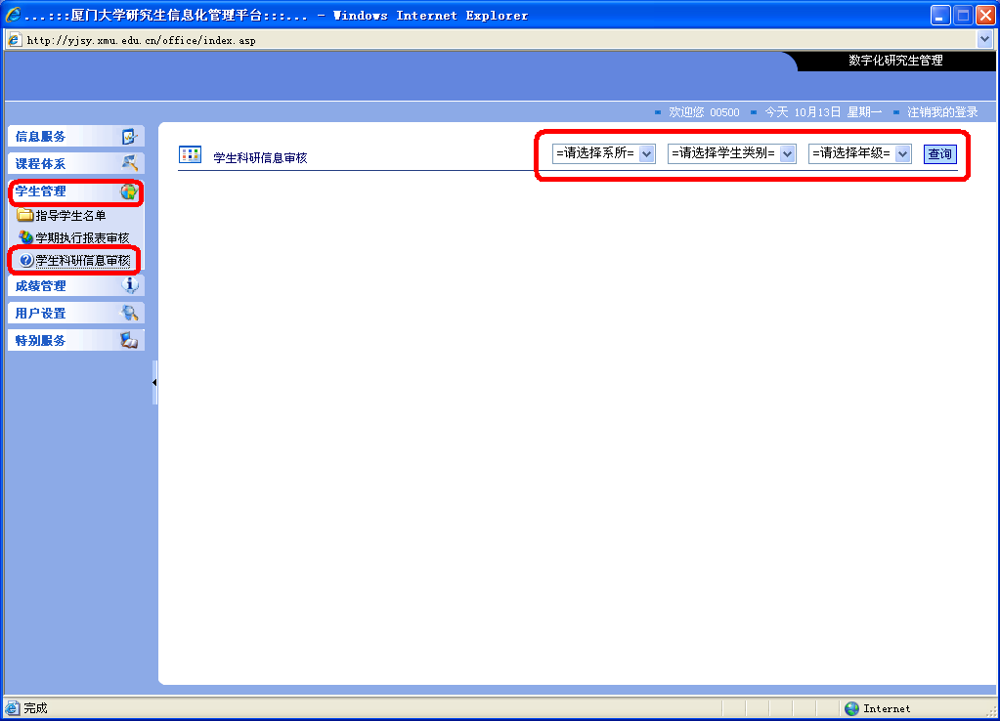 ...:::厦门大学研究生信息化管理平台:::... - Windows Internet Explorer
http://yjsy.xmu.edu.cn/office/index.asp
数字化研究生管理
欢迎您 00500 今天 10月13日 星期一 注销我的登录
信息服务
课程体系
学生管理
指导学生名单
学期执行报表审核
学生科研信息审核
成绩管理
用户设置
特别服务
学生科研信息审核
=请选择系所= =请选择学生类别= =请选择年级= 查询
完成
Internet